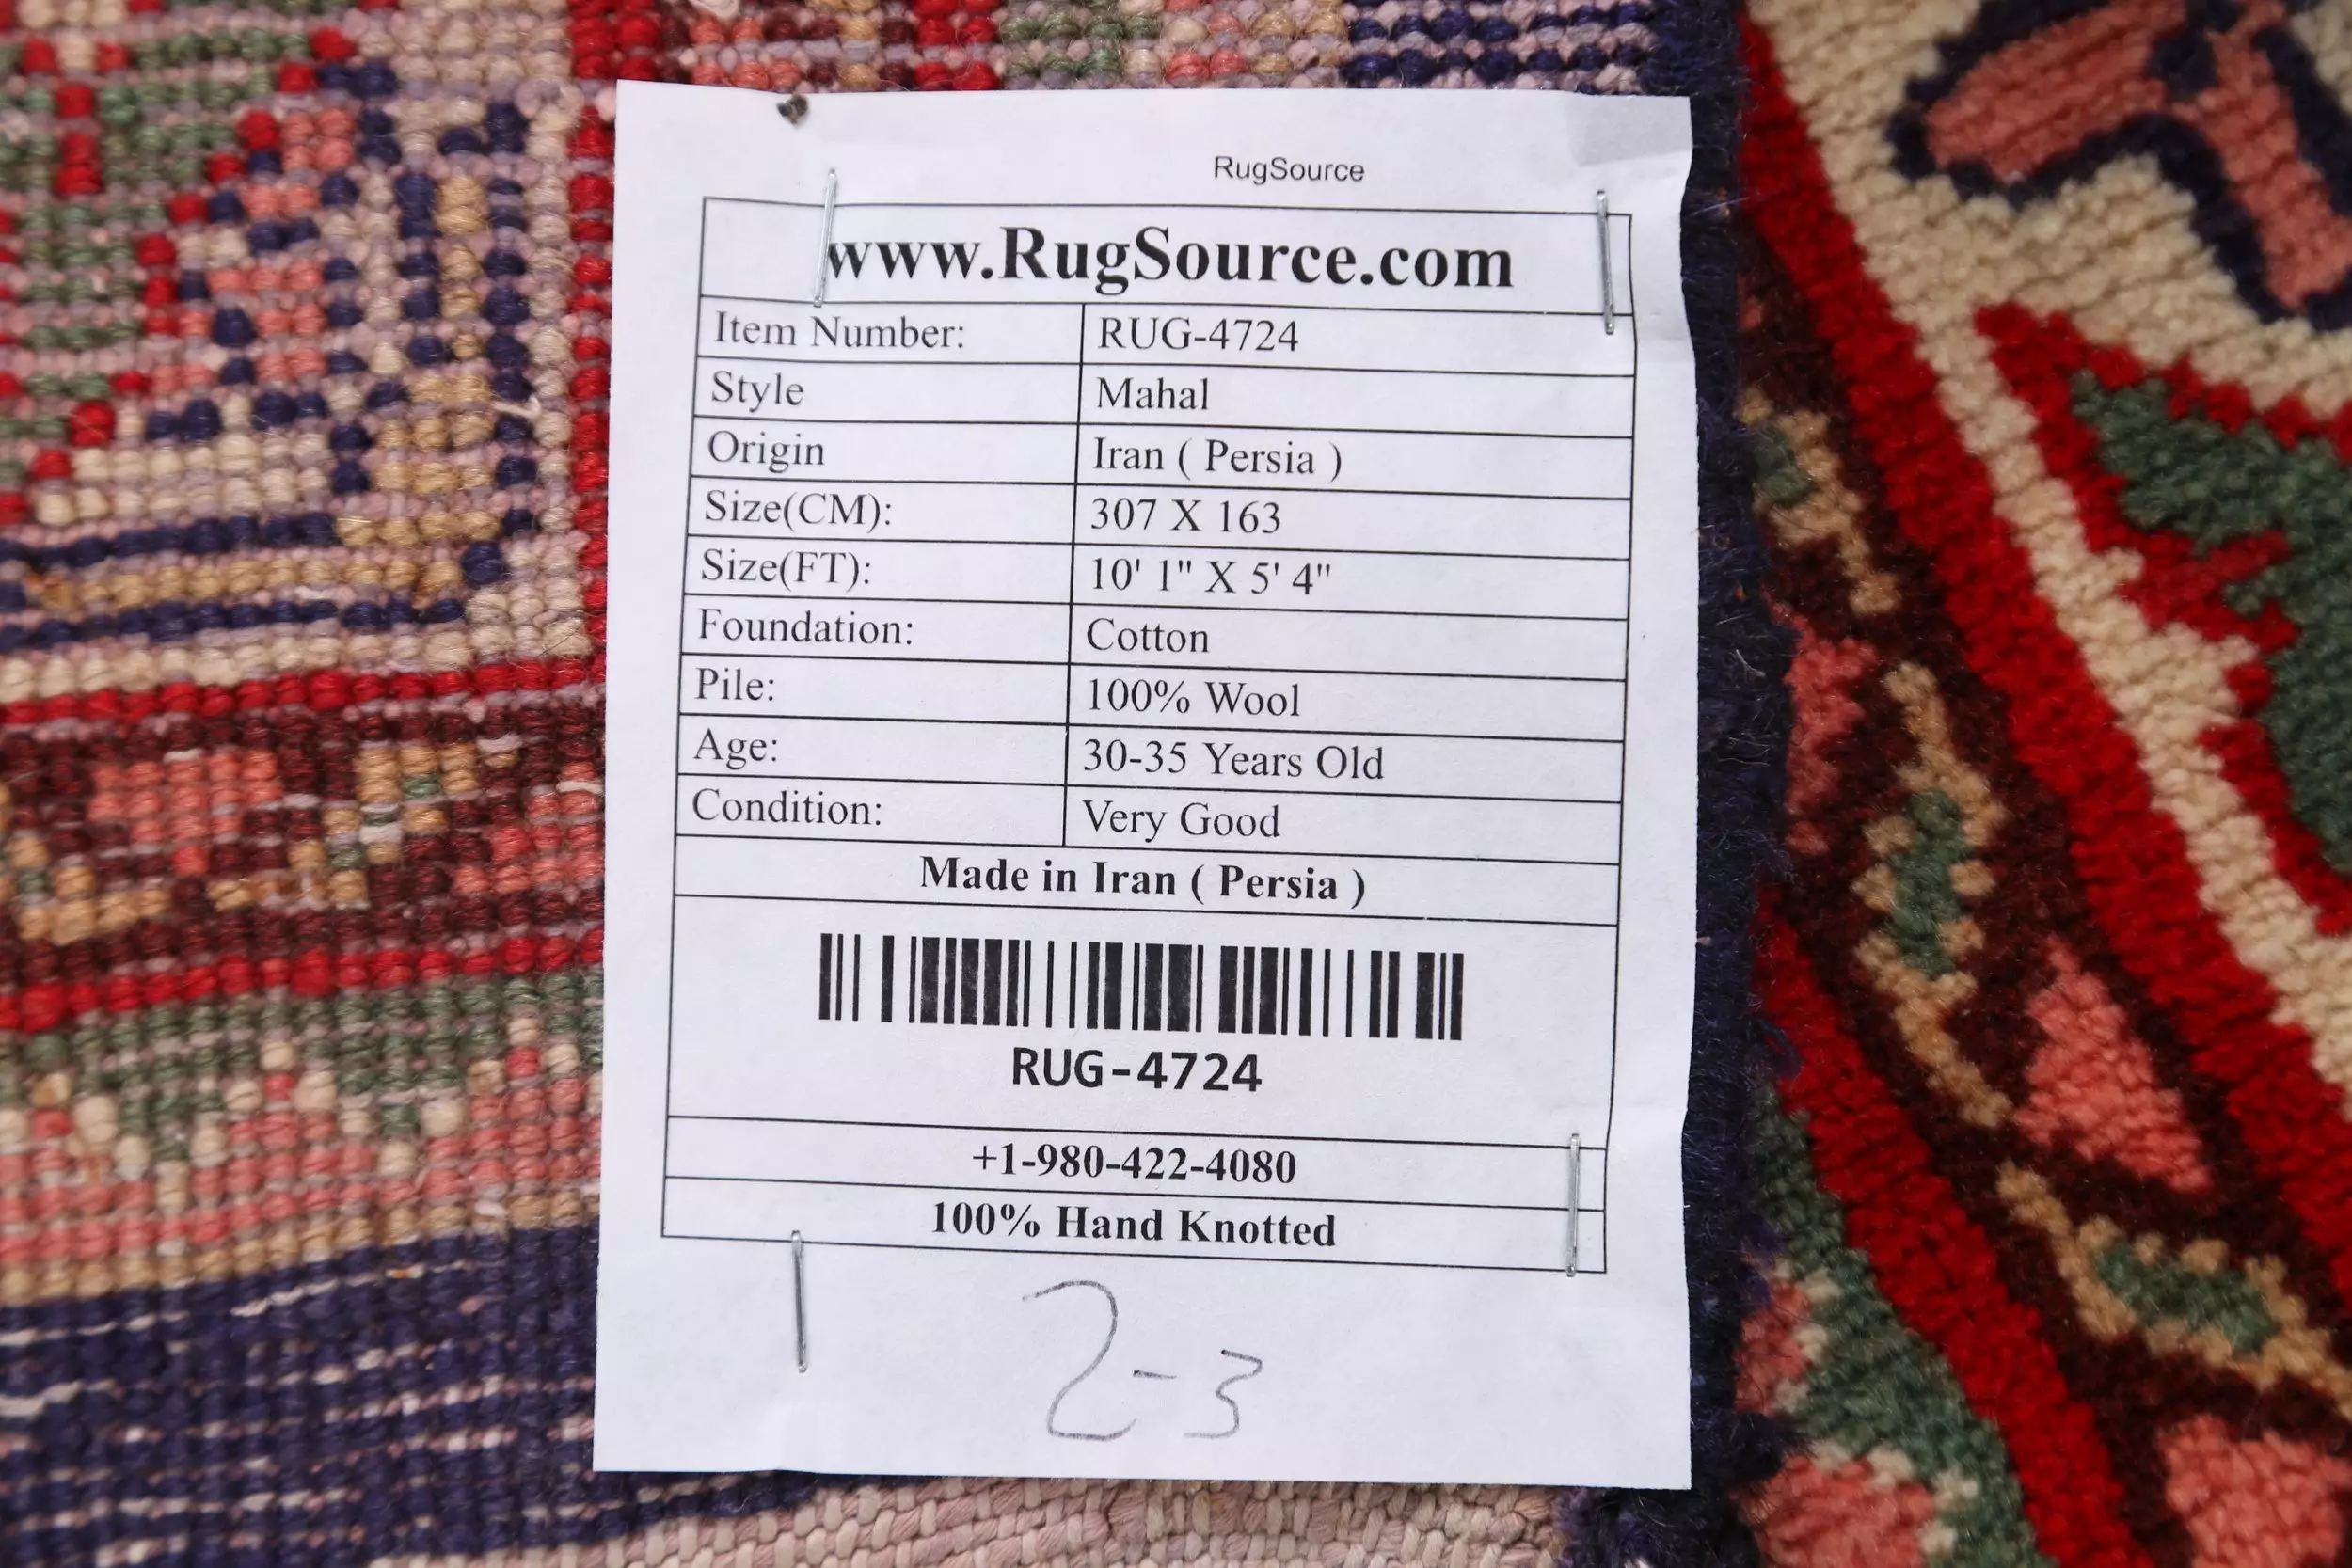 RugSource
www.RugSource.com
Item Number: RUG-4724
Style Mahal
Origin Iran ( Persia )
Size(CM): 307 X 163
Size(FT): 10' 1" X 5' 4"
Foundation: Cotton
Pile: 100% Wool
Age: 30-35 Years Old
Condition: Very Good
Made in Iran ( Persia )
RUG-4724
+1-980-422-4080
100% Hand Knotted
2-3